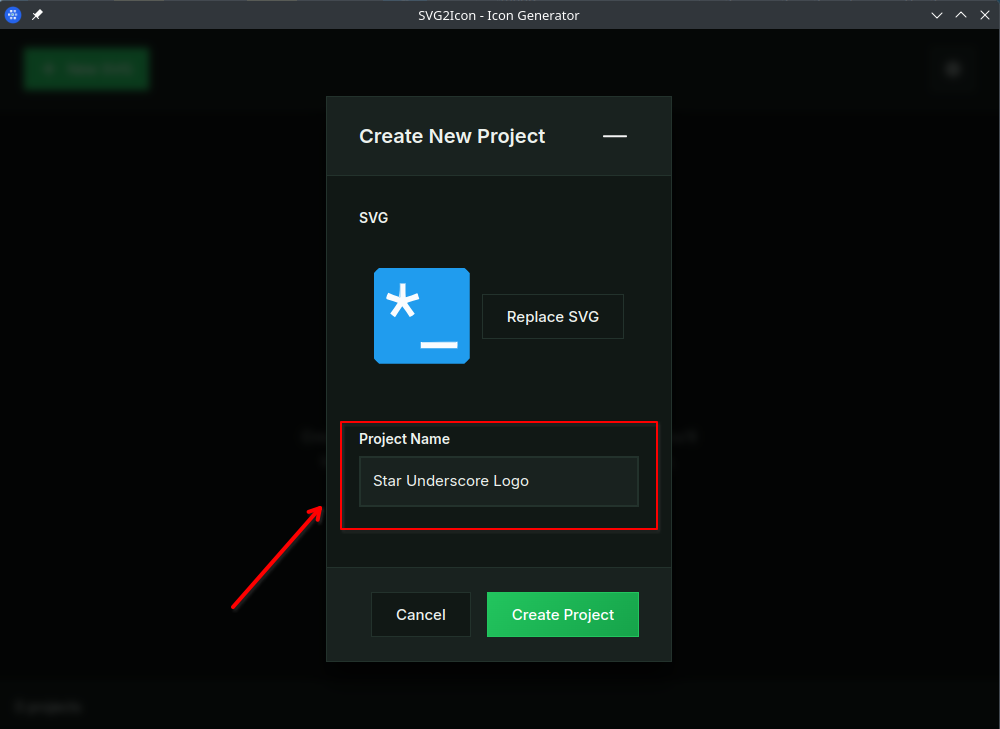 SVG2Icon - Icon Generator
Create New Project
SVG
*_
Replace SVG
Project Name
Star Underscore Logo
Cancel
Create Project